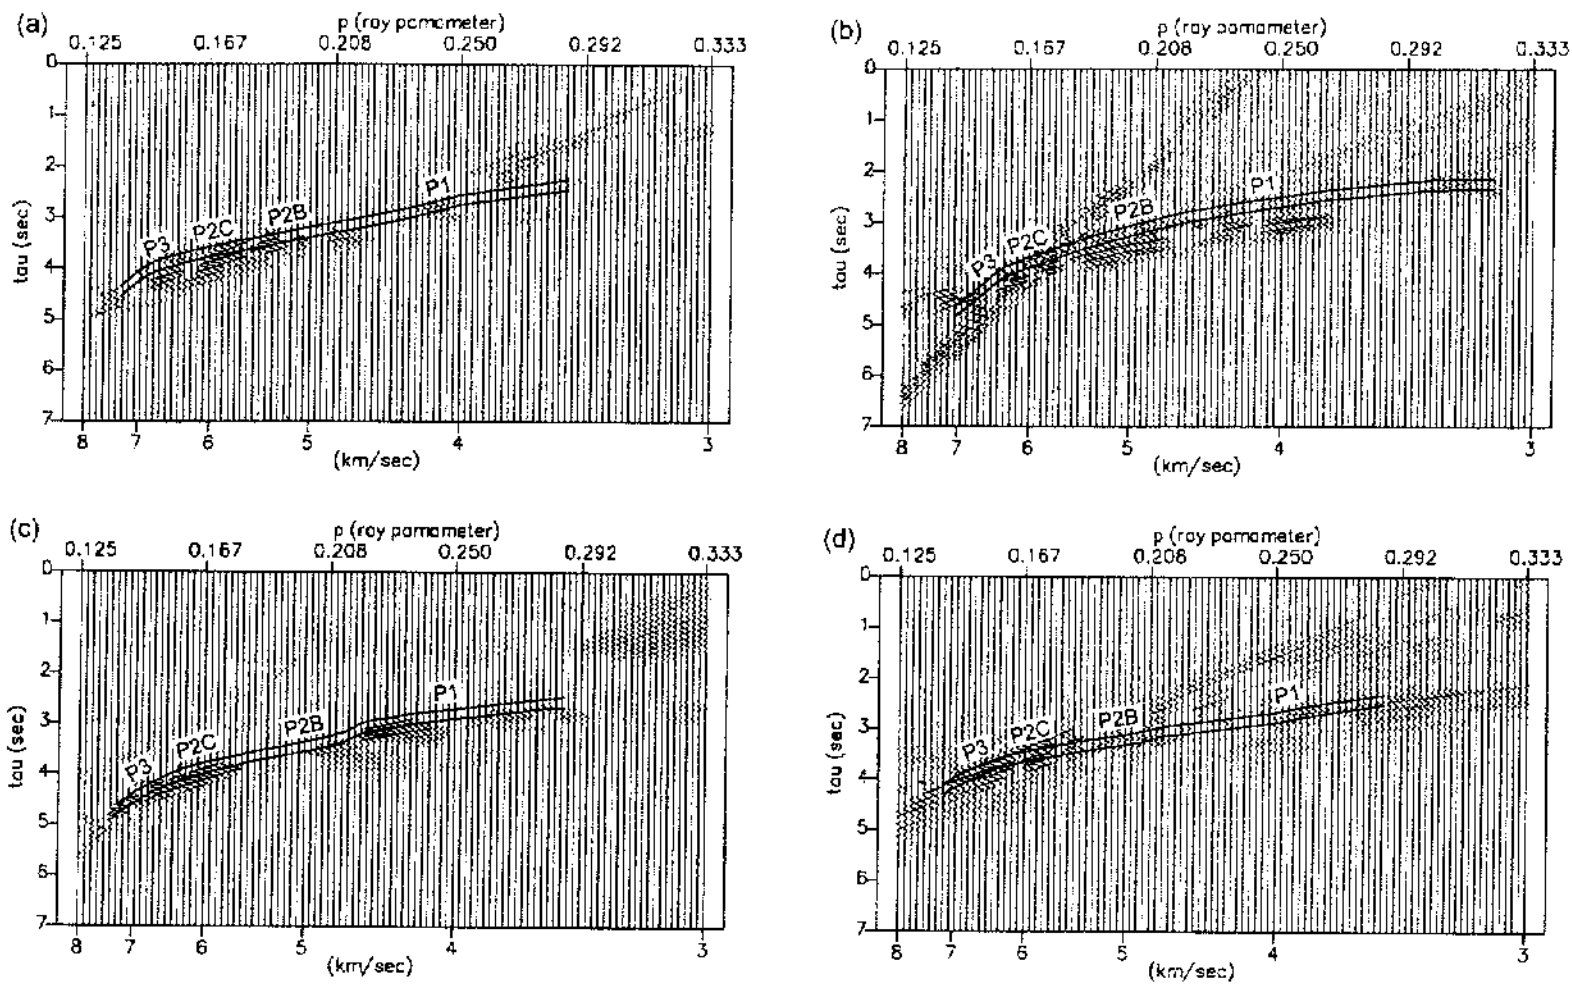 (a)
p (ray parameter)
0.125 0.167 0.208 0.250 0.292 0.333
0
1
2
3
4
5
6
7
tau (sec)
P1
P2B
P2C
P3
8 7 6 5 4 3
(km/sec)
(b)
p (ray parameter)
0.125 0.167 0.208 0.250 0.292 0.333
0
1
2
3
4
5
6
7
tau (sec)
P1
P2B
P2C
P3
8 7 6 5 4 3
(km/sec)
(c)
p (ray parameter)
0.125 0.167 0.208 0.250 0.292 0.333
0
1
2
3
4
5
6
7
tau (sec)
P1
P2B
P2C
P3
8 7 6 5 4 3
(km/sec)
(d)
p (ray parameter)
0.125 0.167 0.208 0.250 0.292 0.333
0
1
2
3
4
5
6
7
tau (sec)
P1
P2B
P2C
P3
8 7 6 5 4 3
(km/sec)